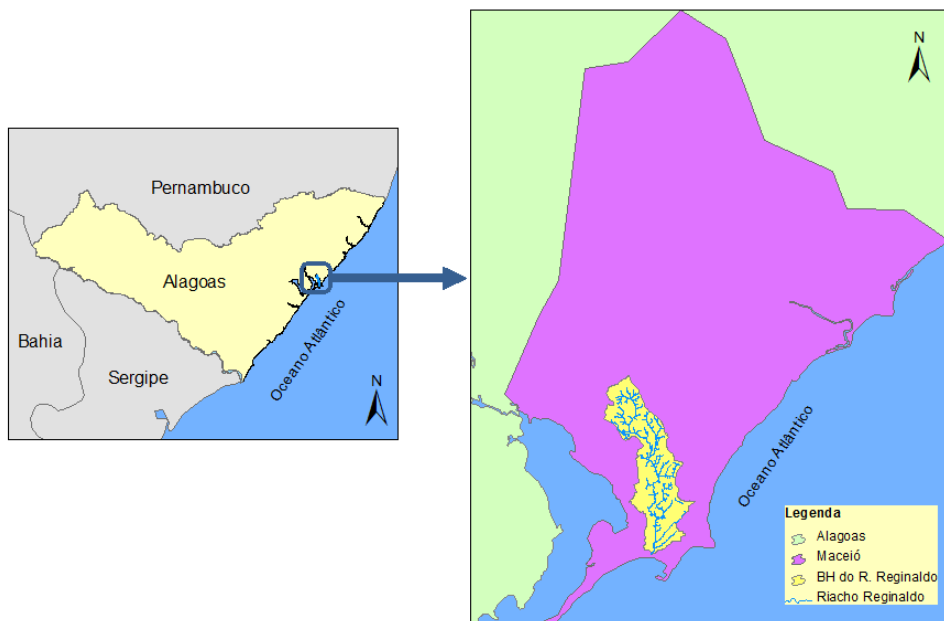 Pernambuco
Alagoas
Bahia
Sergipe
Oceano Atlântico
N
N
Oceano Atlântico
Legenda
Alagoas
Maceió
BH do R. Reginaldo
Riacho Reginaldo